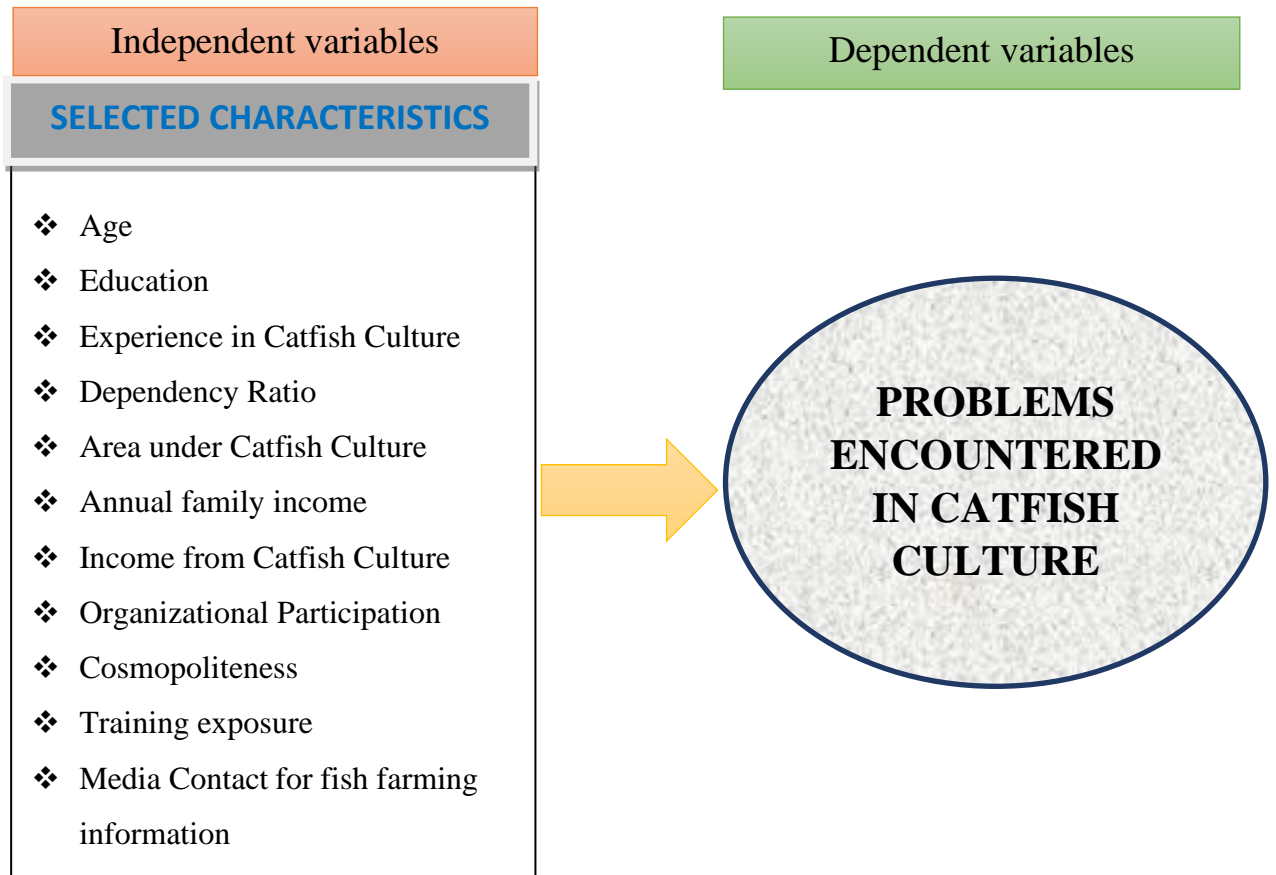 Independent variables
Dependent variables
SELECTED CHARACTERISTICS
❖ Age
❖ Education
❖ Experience in Catfish Culture
❖ Dependency Ratio
❖ Area under Catfish Culture
❖ Annual family income
❖ Income from Catfish Culture
❖ Organizational Participation
❖ Cosmopoliteness
❖ Training exposure
❖ Media Contact for fish farming
information
PROBLEMS
ENCOUNTERED
IN CATFISH
CULTURE